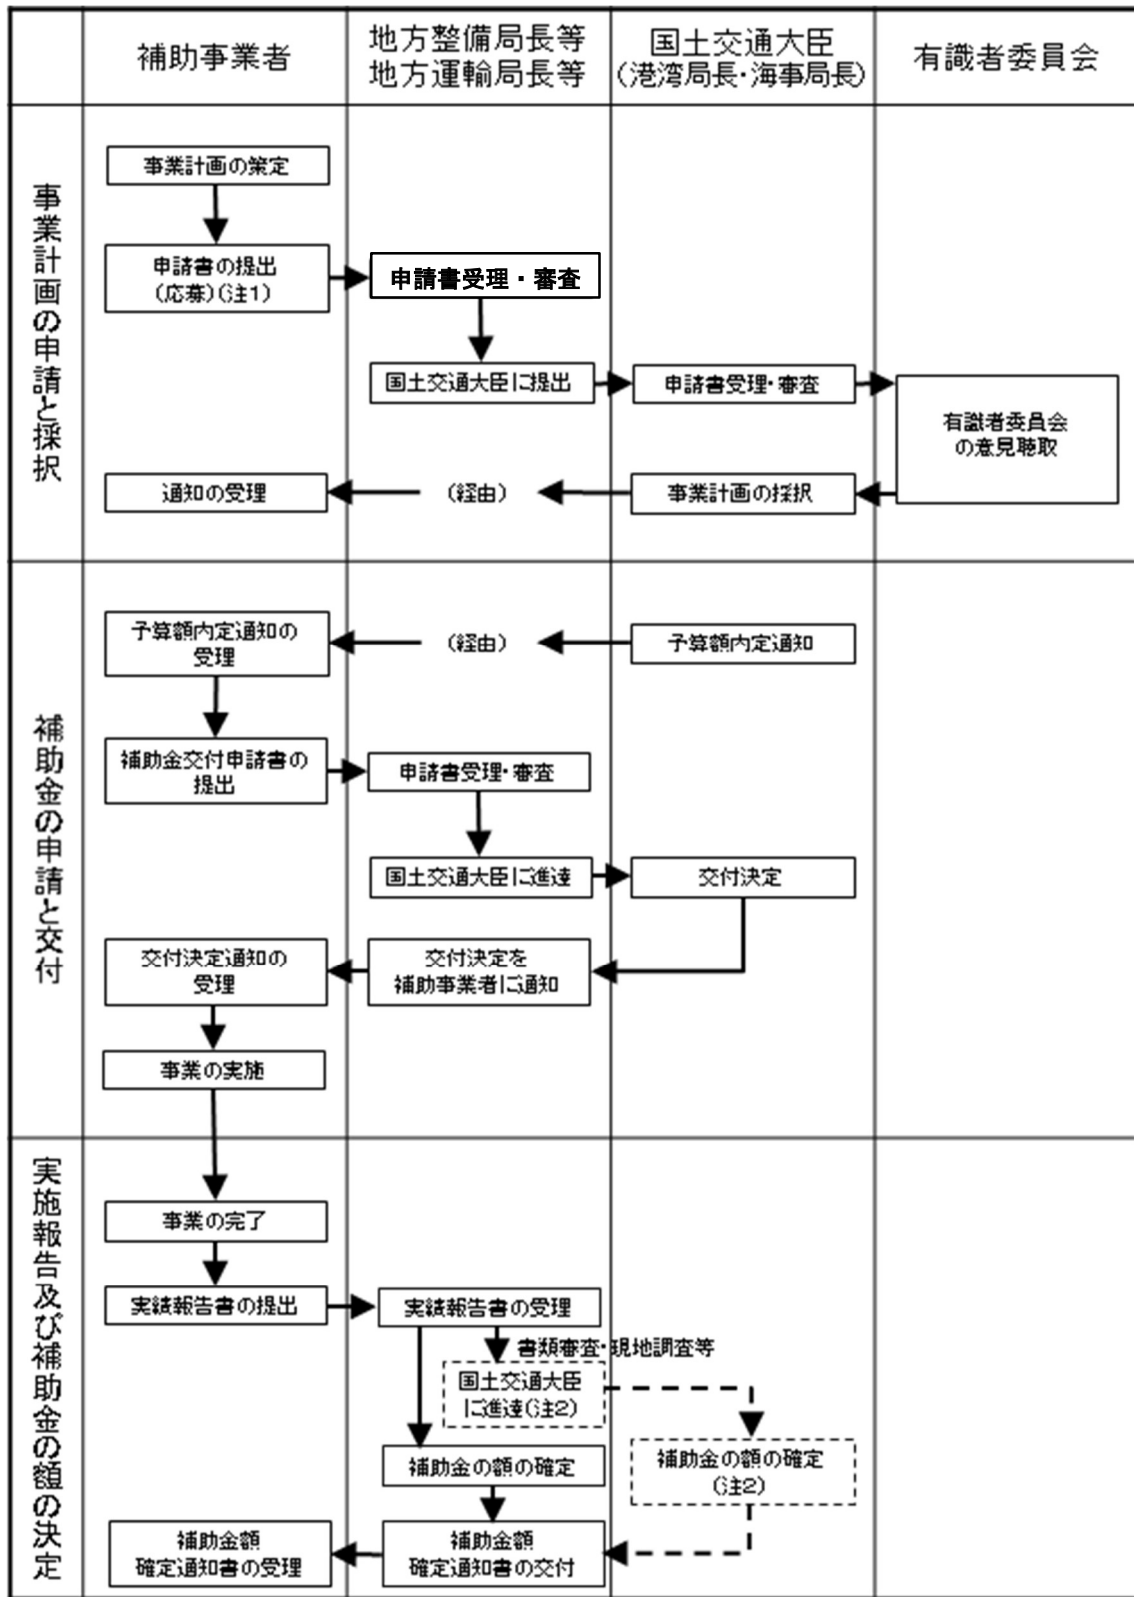 補助事業者
地方整備局長等
地方運輸局長等
国土交通大臣
（港湾局長・海事局長）
有識者委員会
事業計画の申請と採択
事業計画の策定
申請書の提出
（応募）（注1）
申請書受理・審査
国土交通大臣に提出
申請書受理・審査
有識者委員会
の意見聴取
通知の受理
（経由）
事業計画の採択
補助金の申請と交付
予算額内定通知の
受理
（経由）
予算額内定通知
補助金交付申請書の
提出
申請書受理・審査
国土交通大臣に進達
交付決定
交付決定通知の
受理
交付決定を
補助事業者に通知
事業の実施
実施報告及び補助金の額の決定
事業の完了
実績報告書の提出
実績報告書の受理
書類審査・現地調査等
国土交通大臣
に進達（注2）
補助金の額の確定
補助金の額の確定
（注2）
補助金額
確定通知書の受理
補助金額
確定通知書の交付